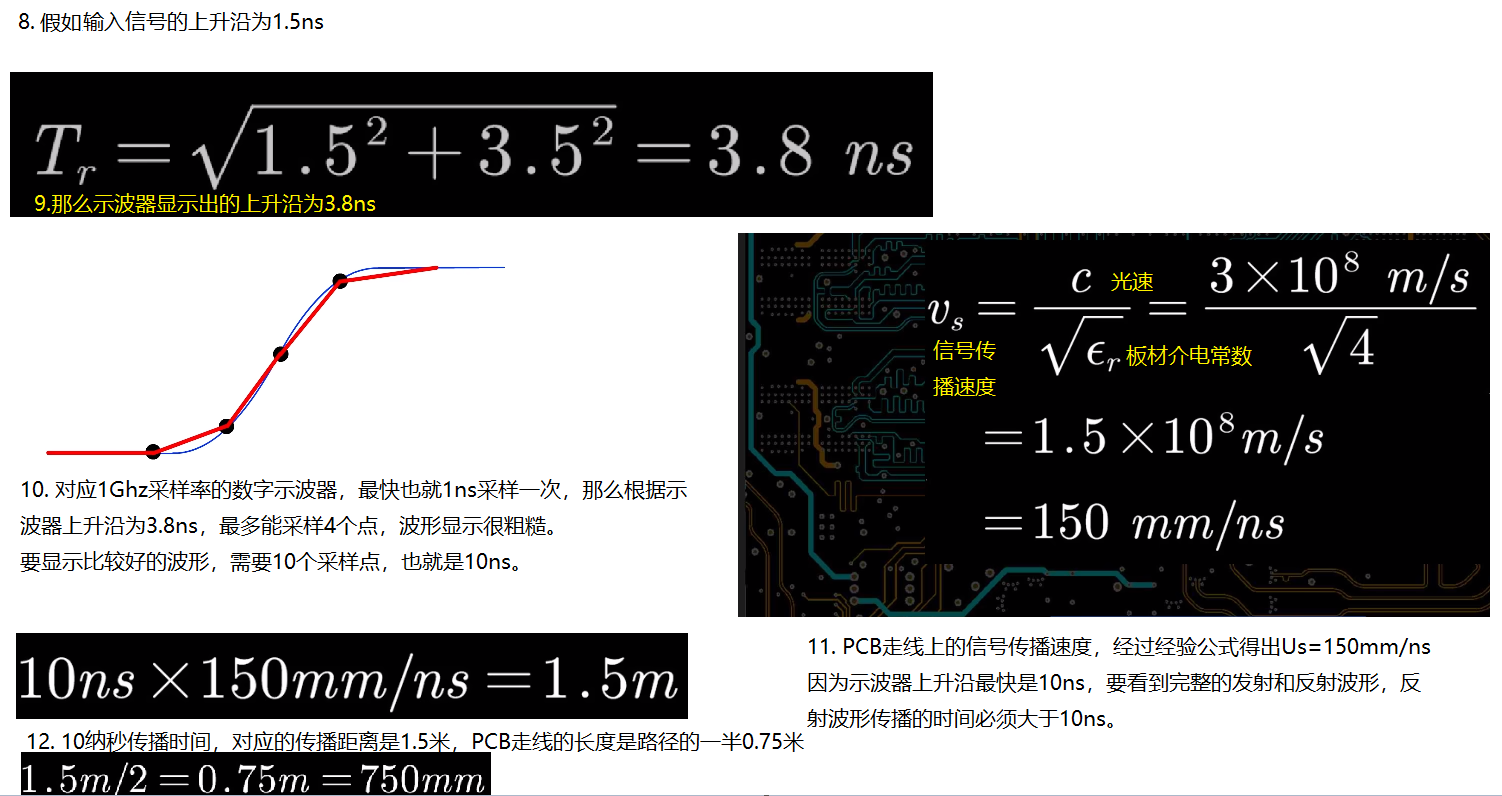 8. 假如输入信号的上升沿为1.5ns
T_r = √(1.5² + 3.5²) = 3.8 ns
9.那么示波器显示出的上升沿为3.8ns
v_s = c / √ε_r = 3×10⁸ m/s / √4
光速
信号传
播速度
板材介电常数
=1.5×10⁸m/s
=150 mm/ns
10. 对应1Ghz采样率的数字示波器，最快也就1ns采样一次，那么根据示
波器上升沿为3.8ns，最多能采样4个点，波形显示很粗糙。
要显示比较好的波形，需要10个采样点，也就是10ns。
11. PCB走线上的信号传播速度，经过经验公式得出Us=150mm/ns
因为示波器上升沿最快是10ns，要看到完整的发射和反射波形，反
射波形传播的时间必须大于10ns。
10ns×150mm/ns=1.5m
12. 10纳秒传播时间，对应的传播距离是1.5米，PCB走线的长度是路径的一半0.75米
1.5m/2=0.75m=750mm